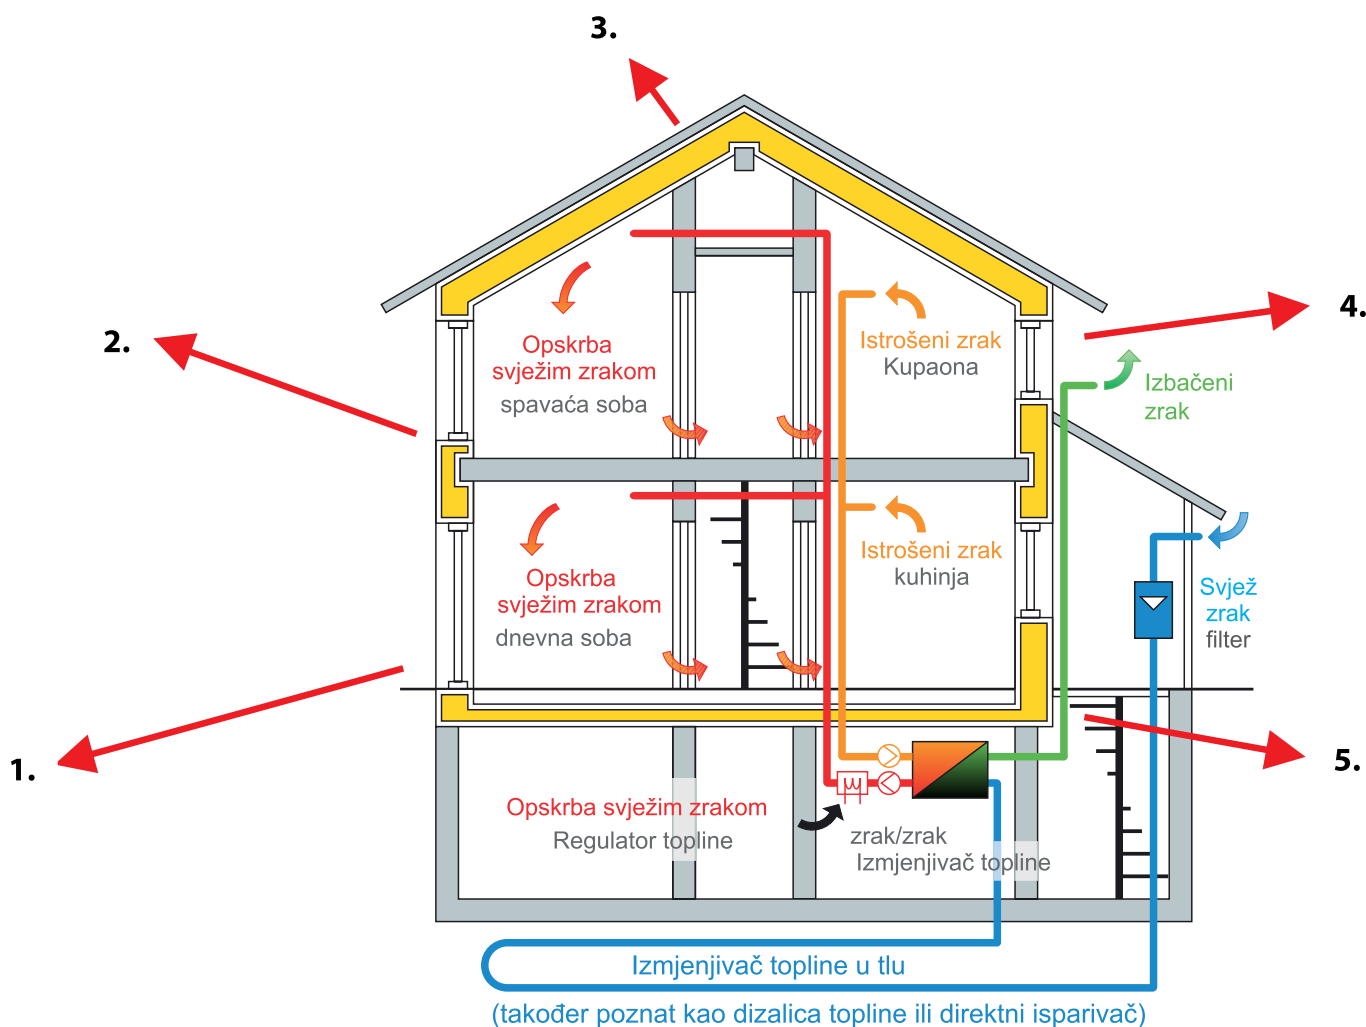 3.
4.
2.
Opskrba
svježim zrakom
spavaća soba
Istrošeni zrak
Kupaona
Izbačeni
zrak
Opskrba
svježim zrakom
dnevna soba
Istrošeni zrak
kuhinja
Svjež
zrak
filter
1.
5.
Opskrba svježim zrakom
Regulator topline
zrak/zrak
Izmjenjivač topline
Izmjenjivač topline u tlu
(također poznat kao dizalica topline ili direktni isparivač)